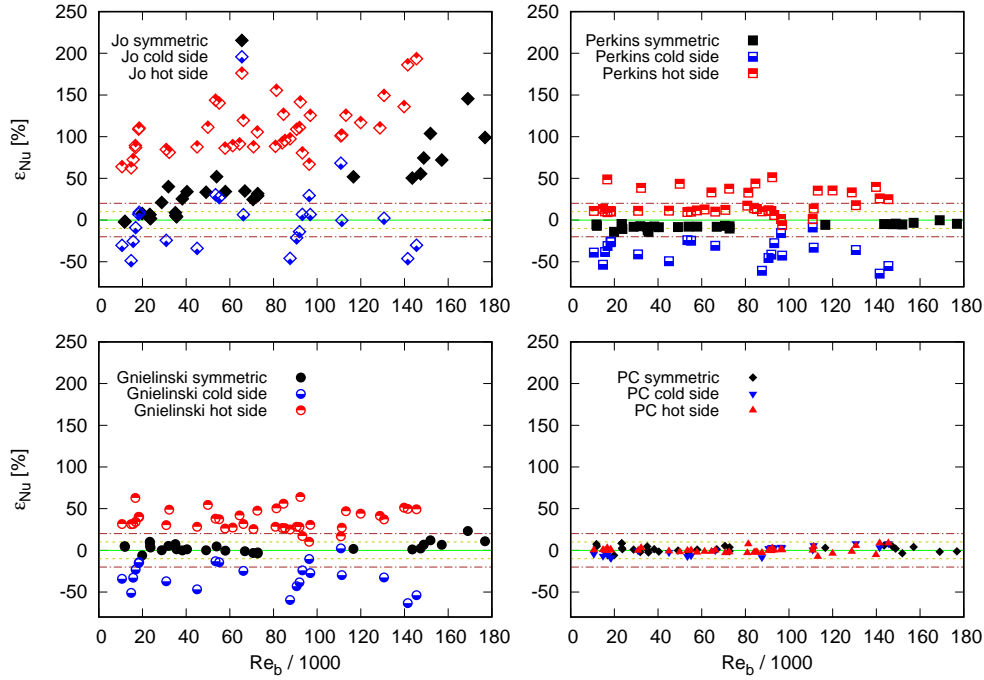 250
200
150
100
50
0
-50
ε_Nu [%]
Jo symmetric
Jo cold side
Jo hot side
0 20 40 60 80 100 120 140 160 180
250
200
150
100
50
0
-50
Perkins symmetric
Perkins cold side
Perkins hot side
0 20 40 60 80 100 120 140 160 180
250
200
150
100
50
0
-50
ε_Nu [%]
Gnielinski symmetric
Gnielinski cold side
Gnielinski hot side
0 20 40 60 80 100 120 140 160 180
Re_b / 1000
250
200
150
100
50
0
-50
PC symmetric
PC cold side
PC hot side
0 20 40 60 80 100 120 140 160 180
Re_b / 1000